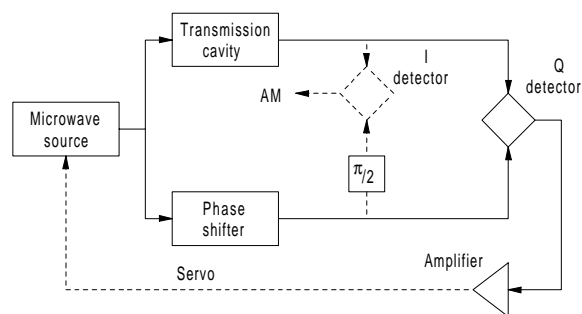 Transmission
cavity
I
detector
Q
detector
AM
Microwave
source
π/2
Phase
shifter
Amplifier
Servo